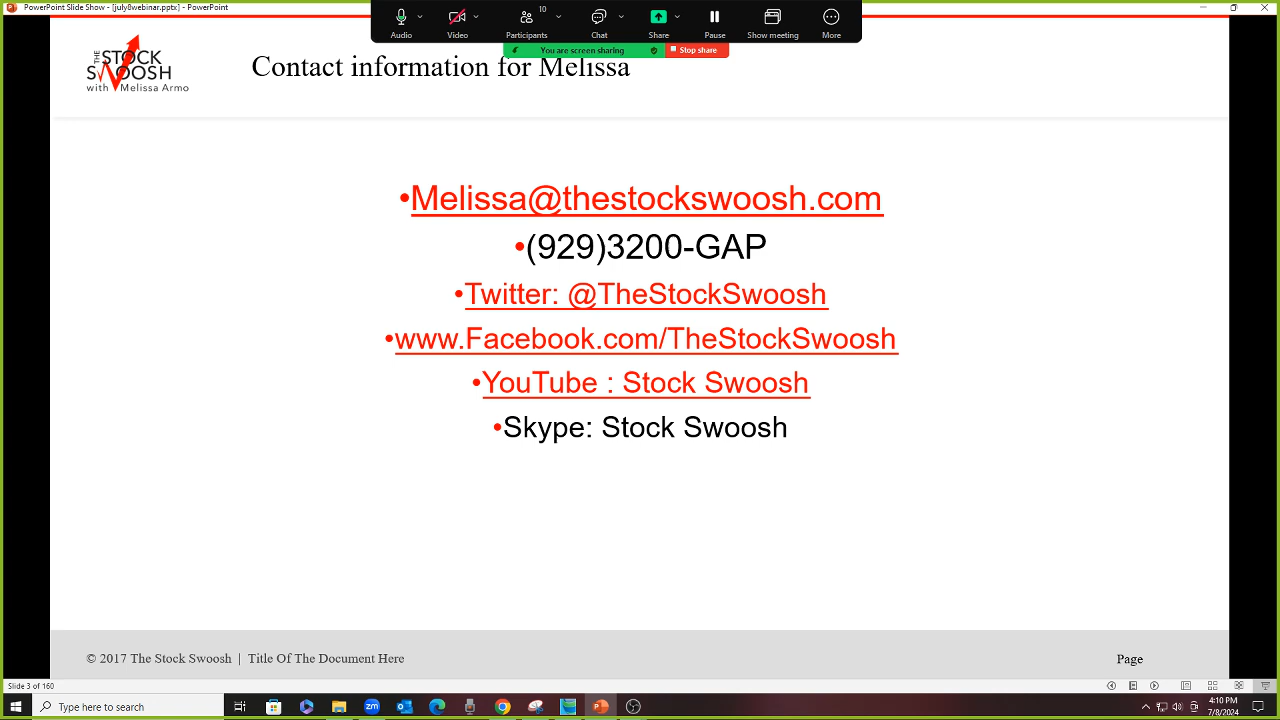 PowerPoint Slide Show - [july8webinar.pptx] - PowerPoint
Audio
Video
10
Participants
Chat
Share
Pause
Show meeting
More
You are screen sharing
Stop share
THE STOCK
SWOOSH
with Melissa Armo
Contact information for Melissa
•Melissa@thestockswoosh.com
•(929)3200-GAP
•Twitter: @TheStockSwoosh
•www.Facebook.com/TheStockSwoosh
•YouTube : Stock Swoosh
•Skype: Stock Swoosh
© 2017 The Stock Swoosh | Title Of The Document Here
Page
Slide 3 of 160
Type here to search
zm
4:10 PM
7/8/2024